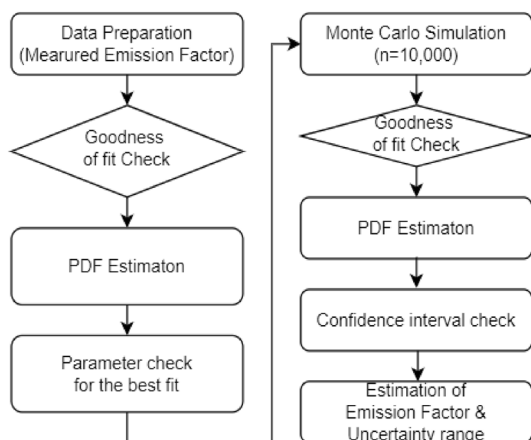 Data Preparation
(Mearured Emission Factor)
Goodness
of fit Check
PDF Estimaton
Parameter check
for the best fit
Monte Carlo Simulation
(n=10,000)
Goodness
of fit Check
PDF Estimaton
Confidence interval check
Estimation of
Emission Factor &
Uncertainty range